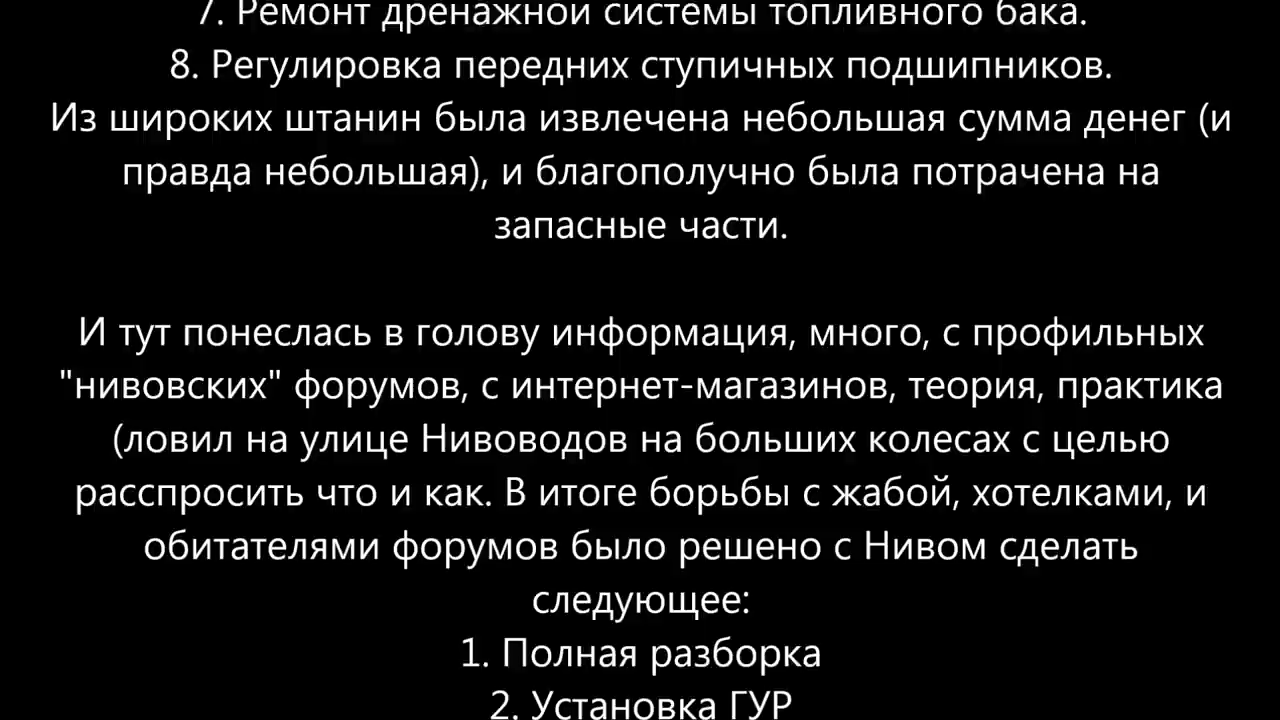 7. Ремонт дренажной системы топливного бака.
8. Регулировка передних ступичных подшипников.
Из широких штанин была извлечена небольшая сумма денег (и
правда небольшая), и благополучно была потрачена на
запасные части.
И тут понеслась в голову информация, много, с профильных
"нивовских" форумов, с интернет-магазинов, теория, практика
(ловил на улице Нивоводов на больших колесах с целью
расспросить что и как. В итоге борьбы с жабой, хотелками, и
обитателями форумов было решено с Нивом сделать
следующее:
1. Полная разборка
2. Установка ГУР